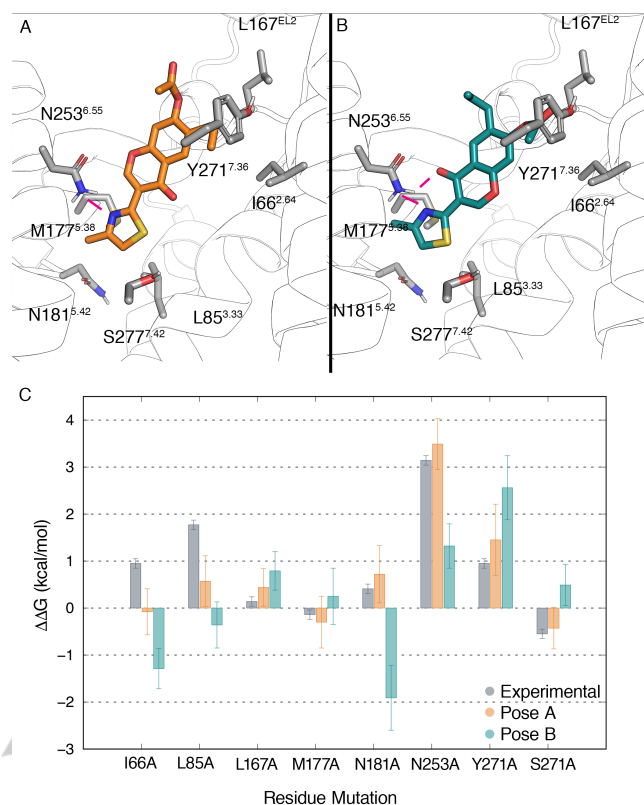 A
L167EL2
N2536.55
Y2717.36
I662.64
M1775.38
N1815.42
L853.33
S2777.42
B
L167EL2
N2536.55
Y2717.36
I662.64
M1775.38
L853.33
N1815.42
S2777.42
C
4
3
2
1
0
−1
−2
−3
ΔΔG (kcal/mol)
Experimental
Pose A
Pose B
I66A L85A L167A M177A N181A N253A Y271A S271A
Residue Mutation